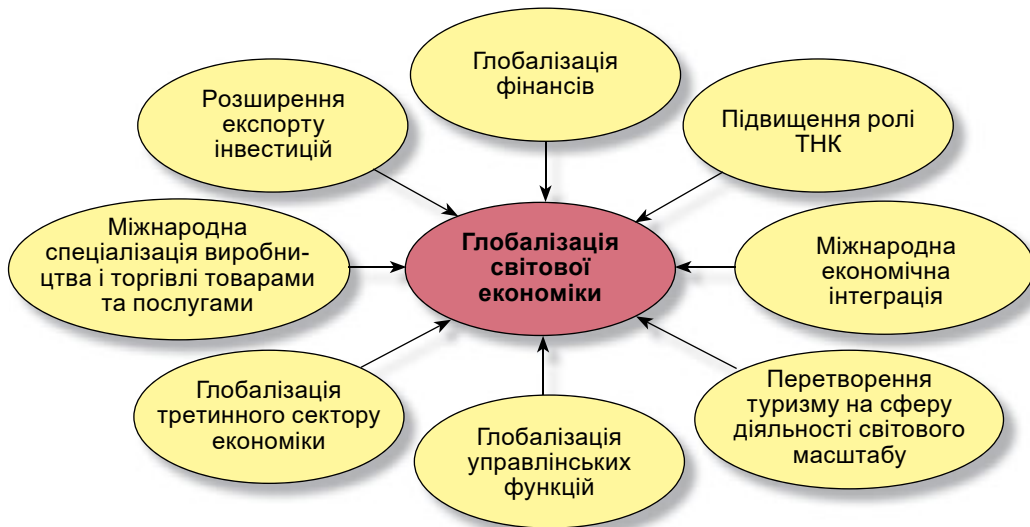 Глобалізація
фінансів
Розширення
експорту
інвестицій
Підвищення ролі
ТНК
Міжнародна
спеціалізація виробни-
цтва і торгівлі товарами
та послугами
Глобалізація
світової
економіки
Міжнародна
економічна
інтеграція
Глобалізація
третинного сектору
економіки
Глобалізація
управлінських
функцій
Перетворення
туризму на сферу
діяльності світового
масштабу